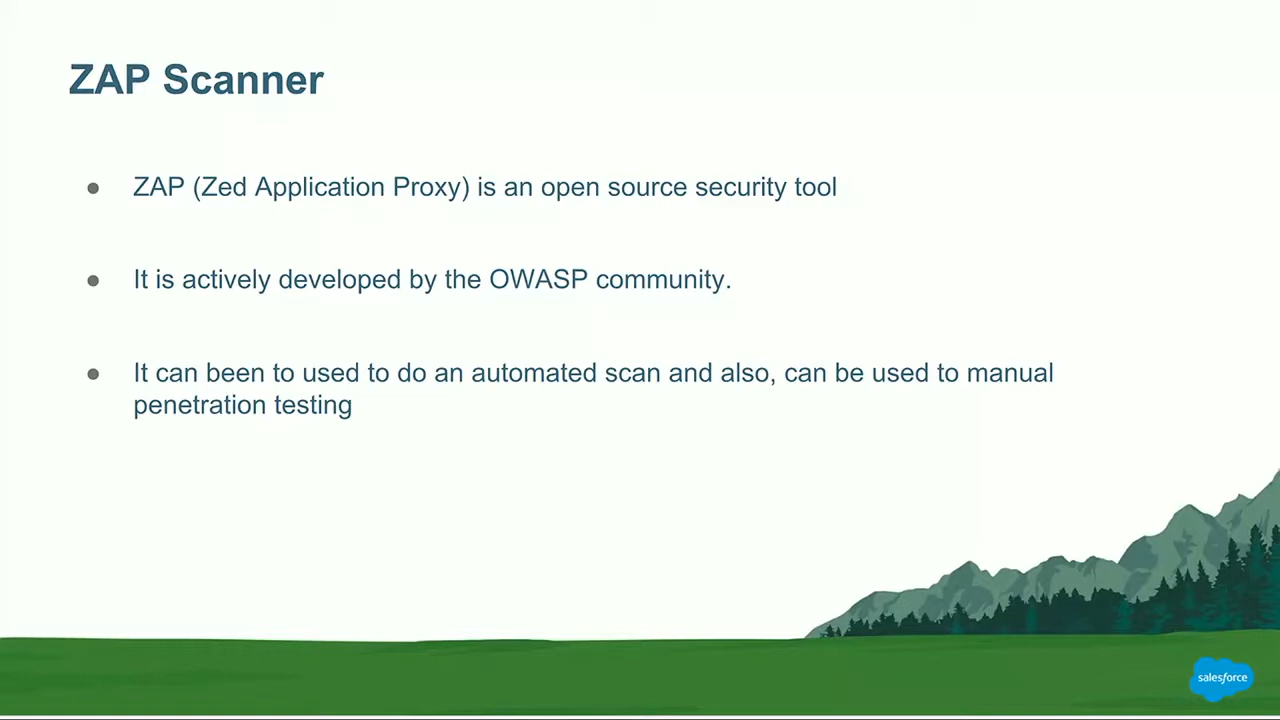 ZAP Scanner
● ZAP (Zed Application Proxy) is an open source security tool
● It is actively developed by the OWASP community.
● It can been to used to do an automated scan and also, can be used to manual
penetration testing
salesforce